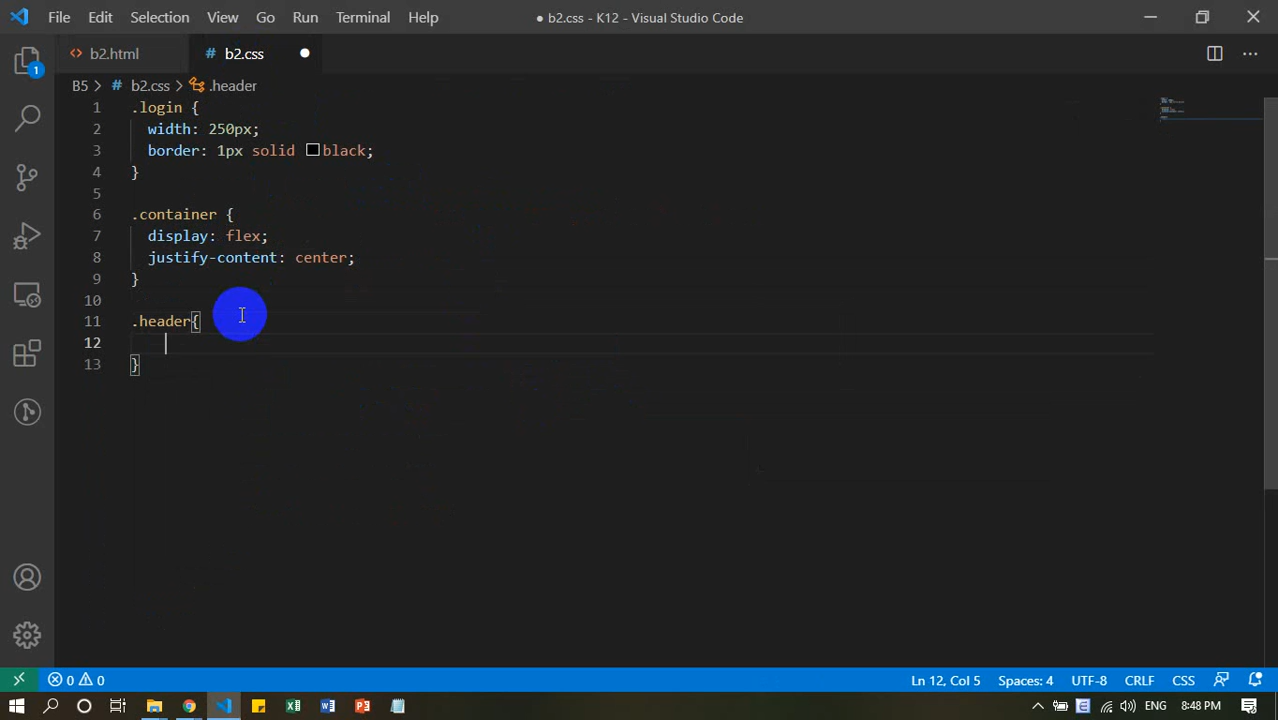 File Edit Selection View Go Run Terminal Help ● b2.css - K12 - Visual Studio Code
b2.html # b2.css ●
1
B5 > # b2.css > .header
1 .login {
2 width: 250px;
3 border: 1px solid black;
4 }
5
6 .container {
7 display: flex;
8 justify-content: center;
9 }
10
11 .header{
12
13 }
0 0 Ln 12, Col 5 Spaces: 4 UTF-8 CRLF CSS
ENG 8:48 PM